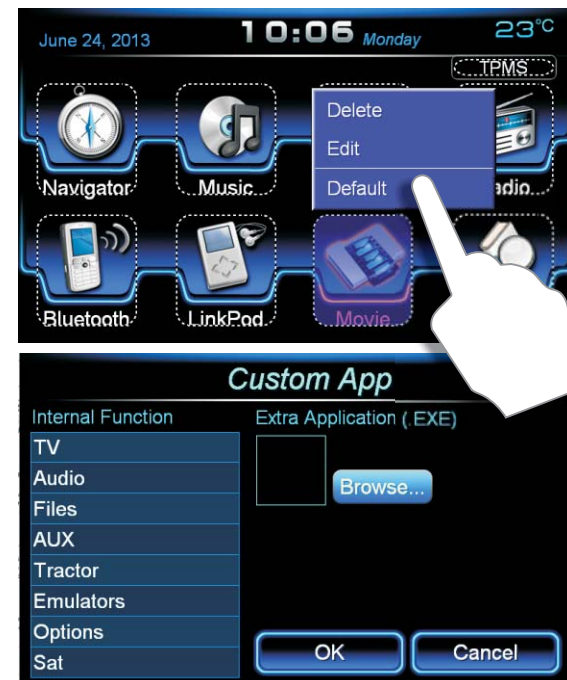 June 24, 2013 10:06 Monday 23°C
TPMS
Delete
Edit
Default
Navigator Music adio
Bluetooth LinkPod Movie
Custom App
Internal Function Extra Application (.EXE)
TV
Audio
Browse...
Files
AUX
Tractor
Emulators
Options
OK Cancel
Sat